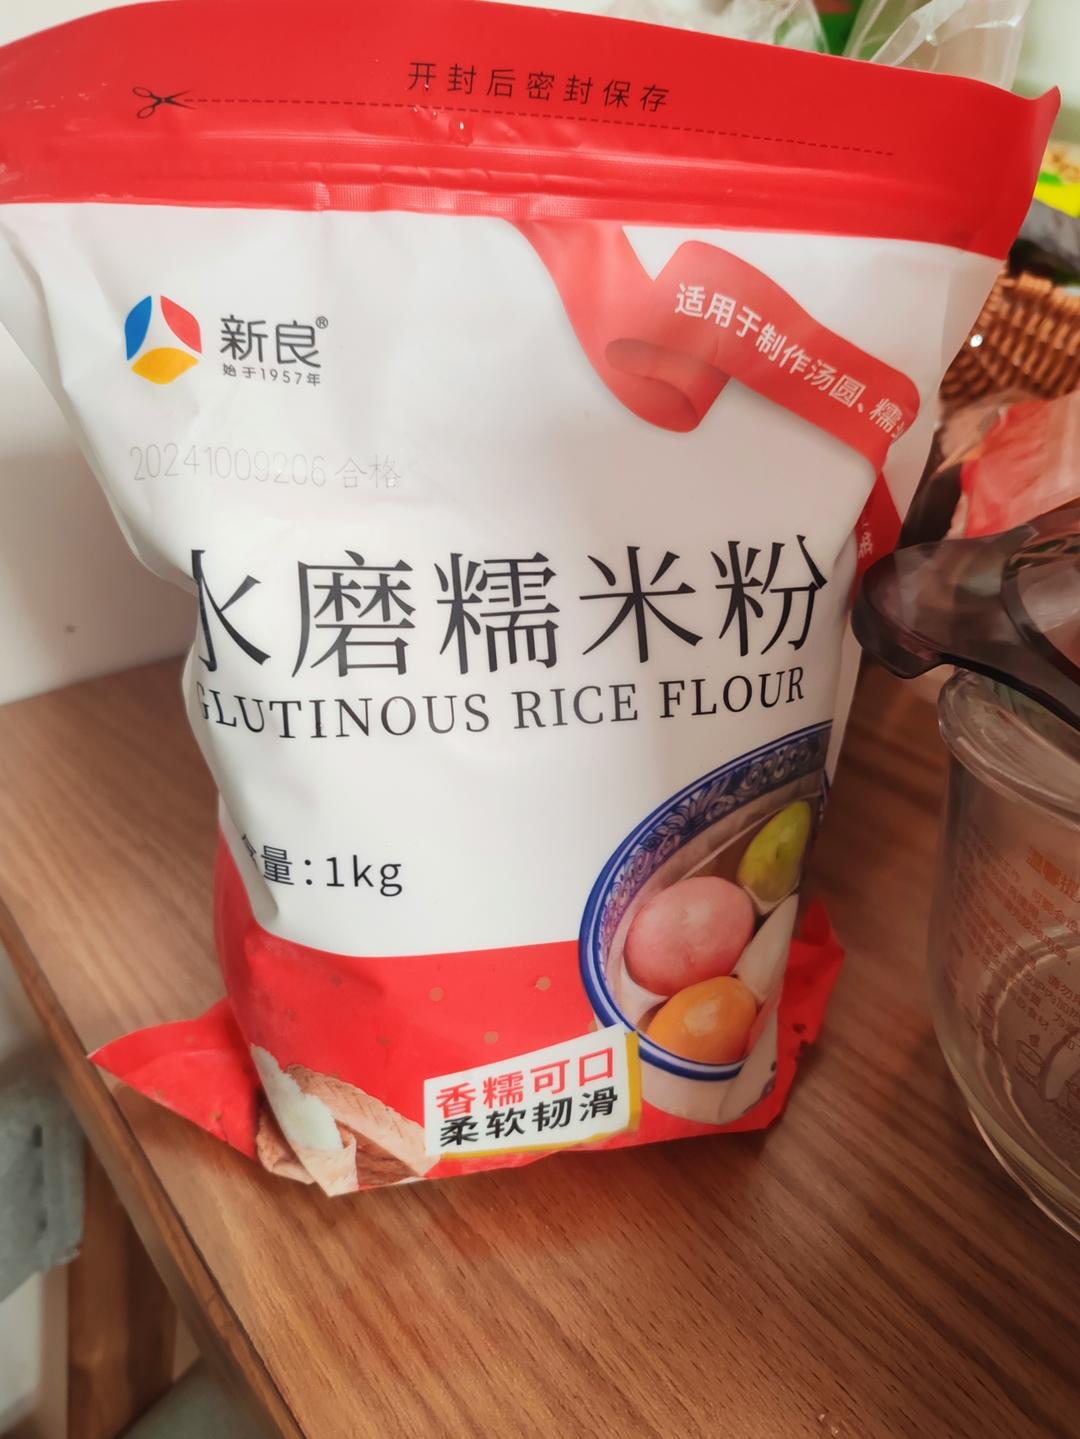 开封后密封保存
新良®
始于1957年
适用于制作汤圆、糯
20241009206 合格
水磨糯米粉
GLUTINOUS RICE FLOUR
量:1kg
香糯可口
柔软韧滑